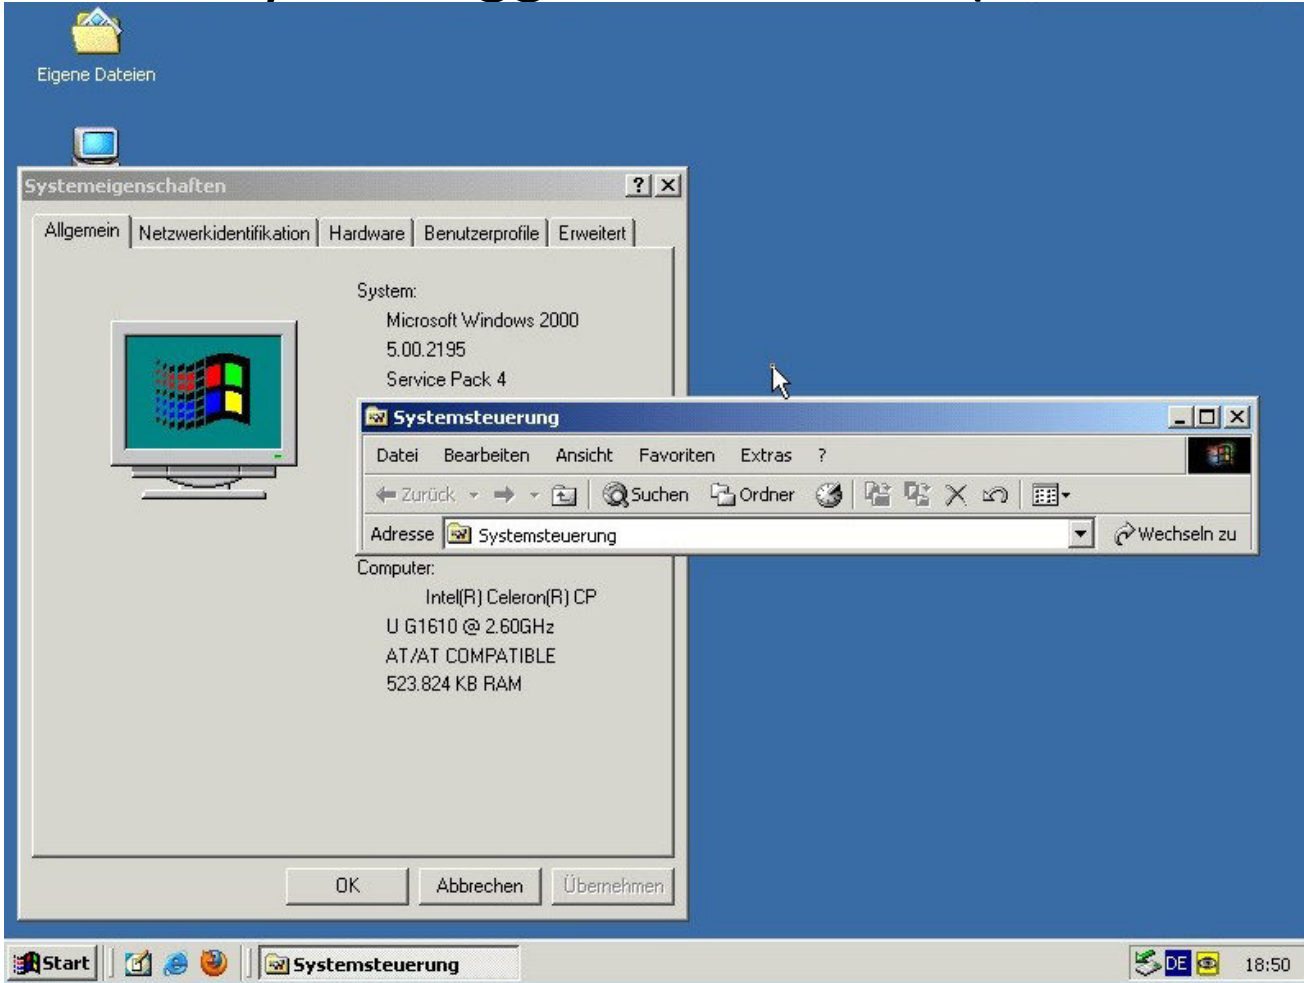 Eigene Dateien
Systemeigenschaften
Allgemein Netzwerkidentifikation Hardware Benutzerprofile Erweitert
System:
Microsoft Windows 2000
5.00.2195
Service Pack 4
Systemsteuerung
Datei Bearbeiten Ansicht Favoriten Extras ?
Zurück Suchen Ordner
Adresse Systemsteuerung Wechseln zu
Computer:
Intel(R) Celeron(R) CP
U G1610 @ 2.60GHz
AT/AT COMPATIBLE
523.824 KB RAM
OK Abbrechen Übernehmen
Start Systemsteuerung DE 18:50